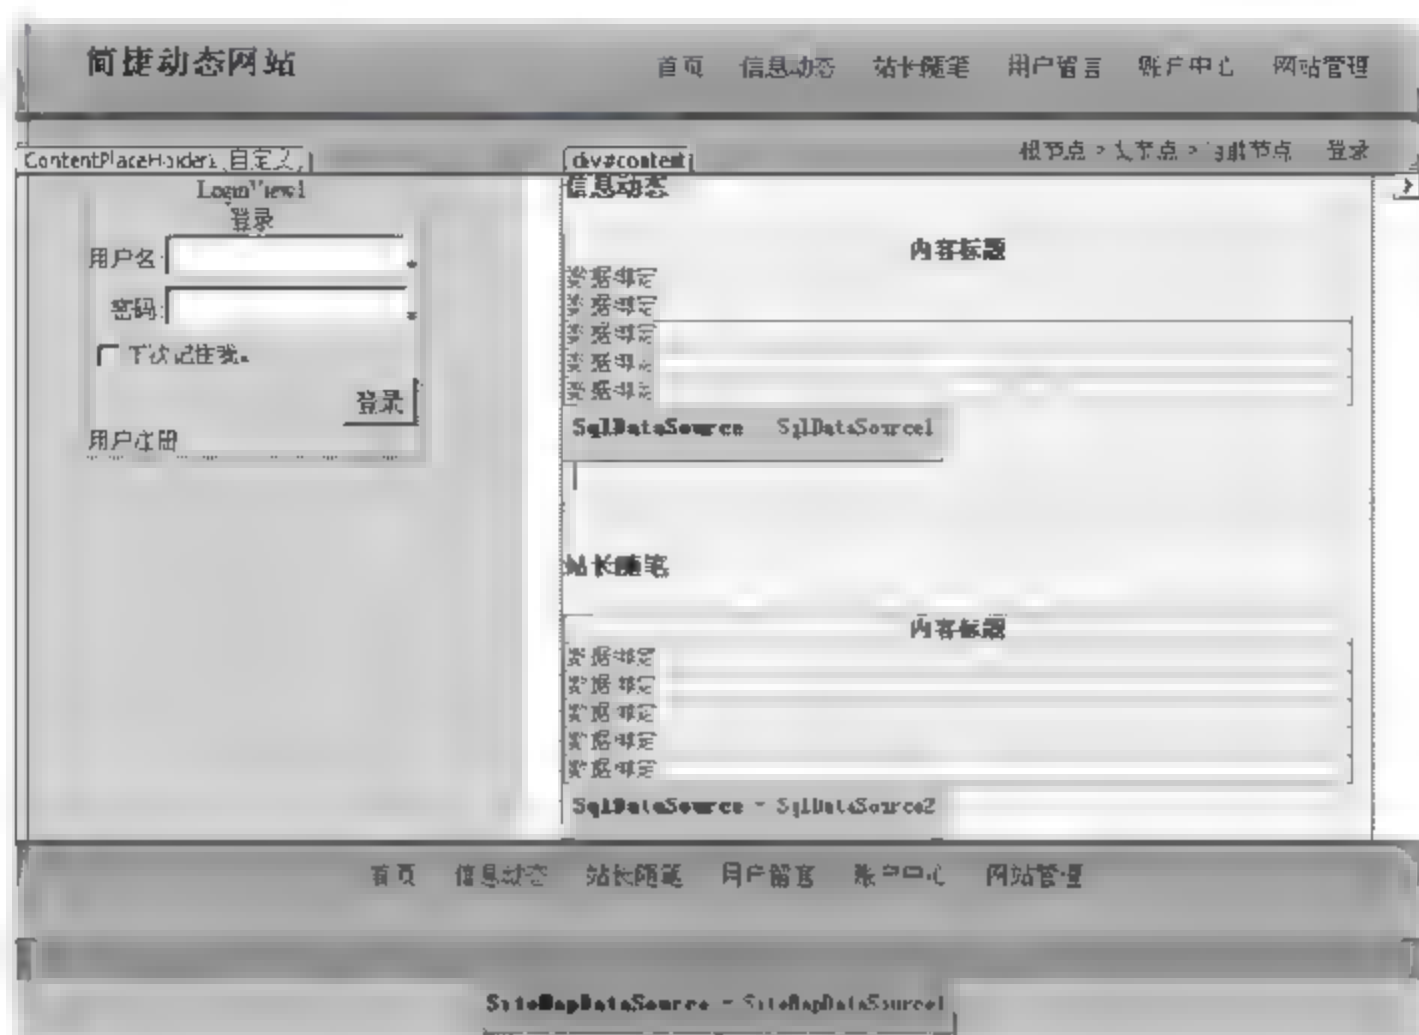 简捷动态网站
首页 信息动态 站长随笔 用户留言 账户中心 网站管理
根节点 > 父节点 > 当前节点 登录
ContentPlaceHolder1 (自定义)
div#content
LoginView1
登录
用户名:
*
密码:
*
下次记住我。
登录
用户注册
信息动态
内容标题
数据绑定
数据绑定
数据绑定
数据绑定
数据绑定
SqlDataSource - SqlDataSource1
站长随笔
内容标题
数据绑定
数据绑定
数据绑定
数据绑定
数据绑定
SqlDataSource - SqlDataSource2
首页 信息动态 站长随笔 用户留言 账户中心 网站管理
SiteMapDataSource - SiteMapDataSource1